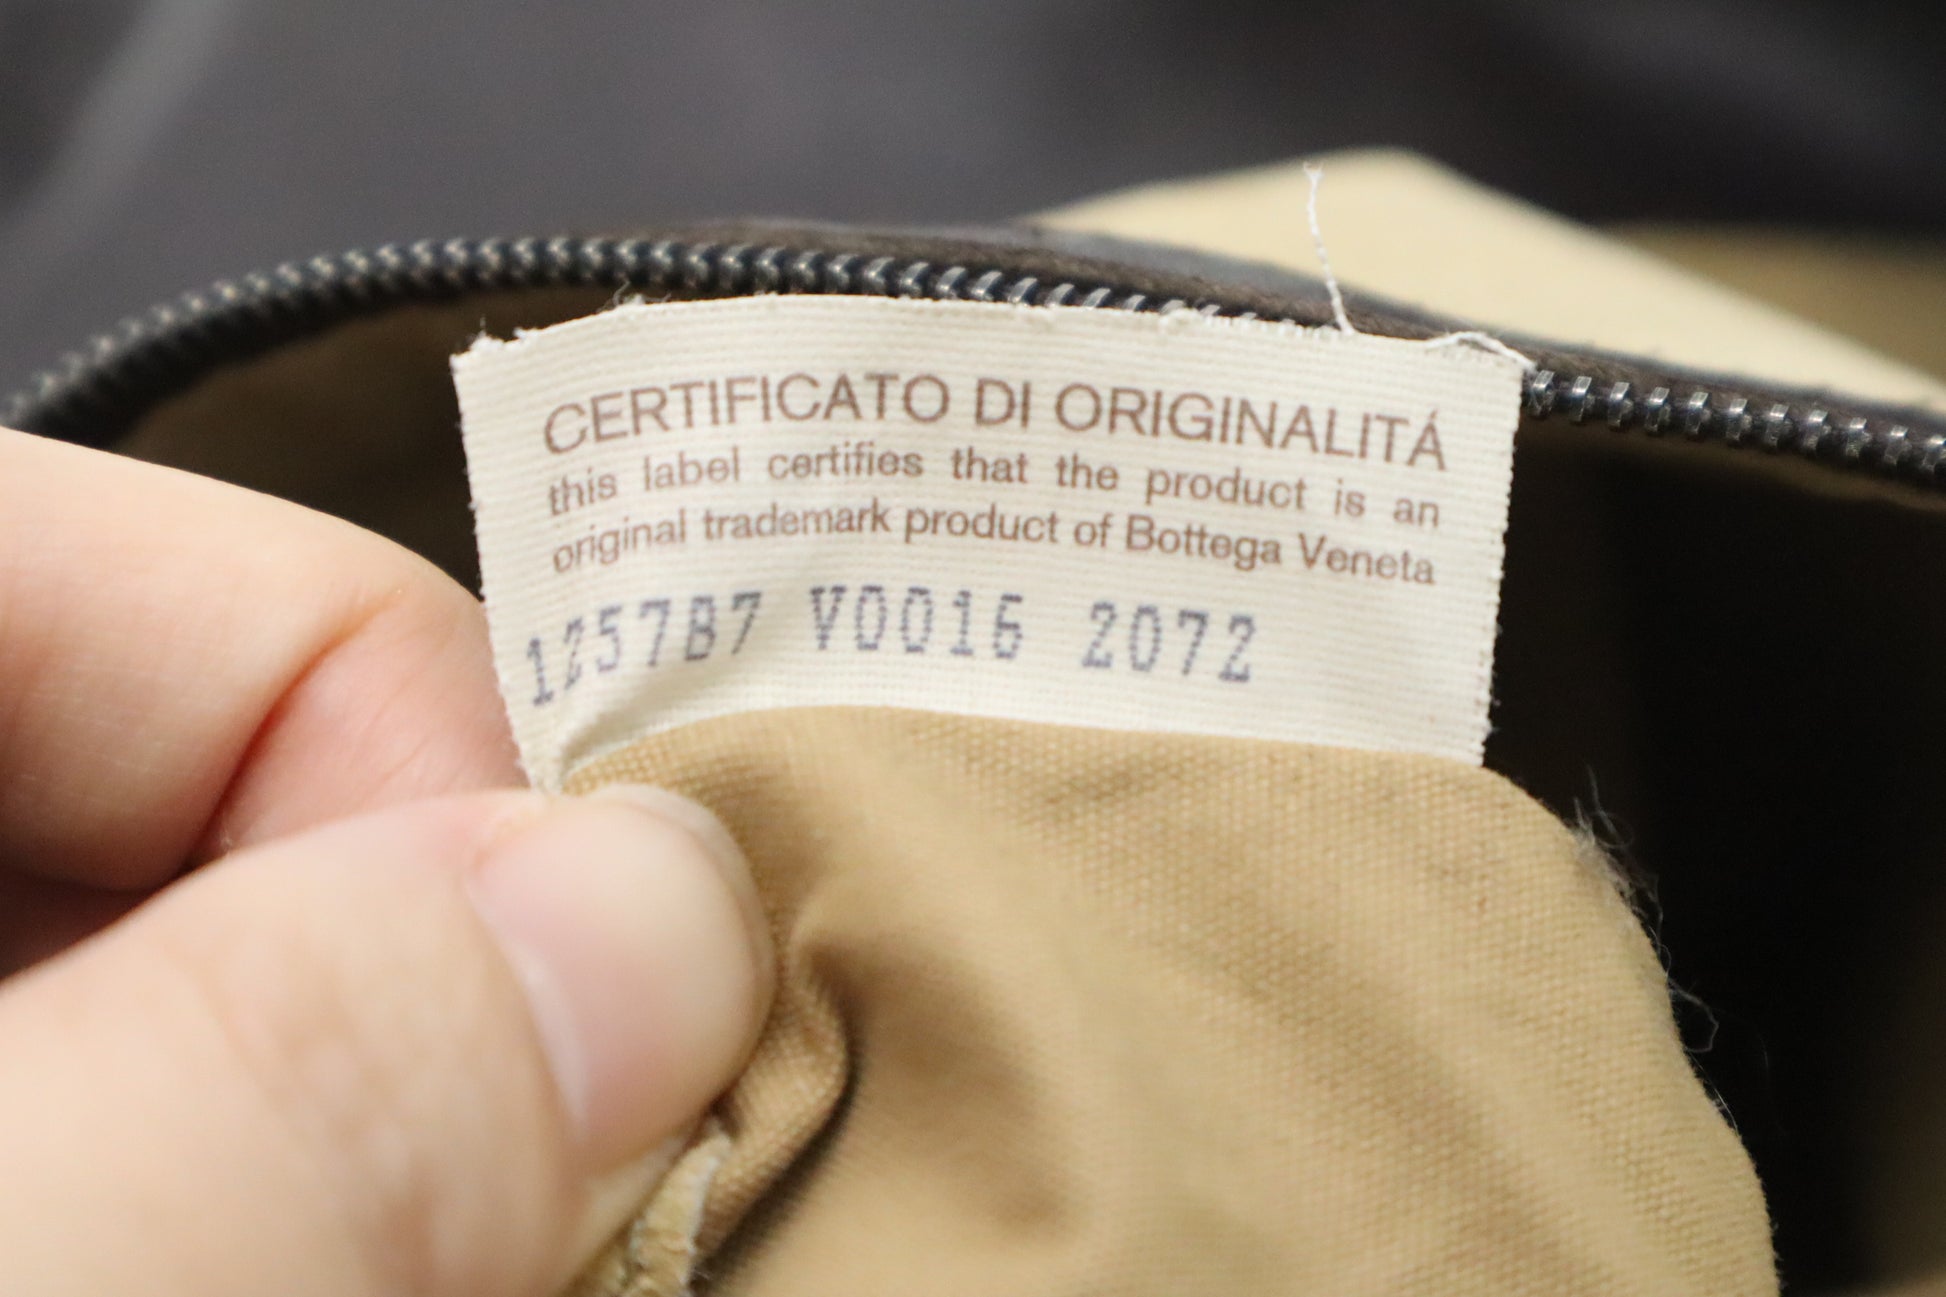 CERTIFICATO DI ORIGINALITÁ
this label certifies that the product is an
original trademark product of Bottega Veneta
125787 V0016 2072